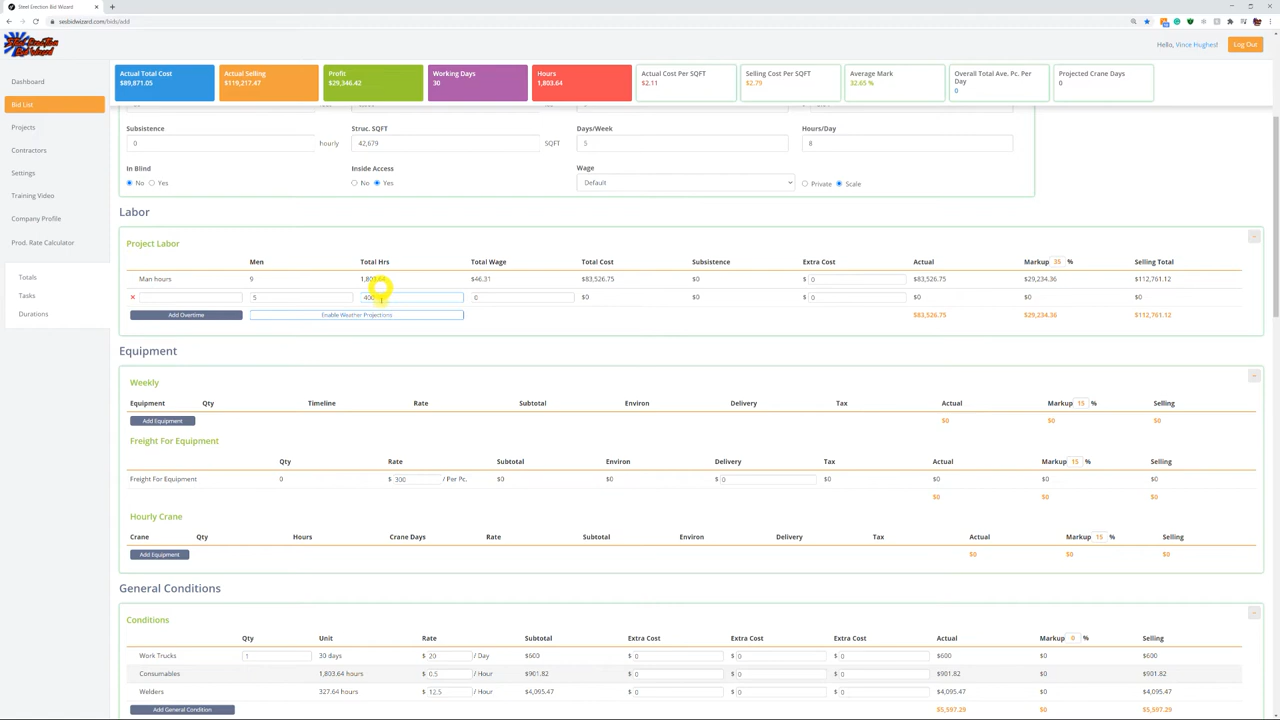 Steel Erection Bid Wizard
sesbidwizard.com/bids/add
Steel Erection
Bid Wizard
Hello, Vince Hughes!
Log Out
Actual Total Cost
$89,871.05
Actual Selling
$119,217.47
Profit
$29,346.42
Working Days
30
Hours
1,803.64
Actual Cost Per SQFT
$2.11
Selling Cost Per SQFT
$2.79
Average Mark
32.65 %
Overall Total Ave. Pc. Per
Day
0
Projected Crane Days
0
Dashboard
Bid List
Projects
Contractors
Settings
Training Video
Company Profile
Prod. Rate Calculator
Totals
Tasks
Durations
Subsistence
0 hourly
Struc. SQFT
42,679 SQFT
Days/Week
5
Hours/Day
8
In Blind
No Yes
Inside Access
No Yes
Wage
Default
Private Scale
Labor
Project Labor
Men Total Hrs Total Wage Total Cost Subsistence Extra Cost Actual Markup 35 % Selling Total
Man hours 9 1,803.64 $46.31 $83,526.75 $0 $ 0 $83,526.75 $29,234.36 $112,761.12
5 400 0 $0 $0 $ 0 $0 $0 $0
Add Overtime Enable Weather Projections $83,526.75 $29,234.36 $112,761.12
Equipment
Weekly
Equipment Qty Timeline Rate Subtotal Environ Delivery Tax Actual Markup 15 % Selling
Add Equipment $0 $0 $0
Freight For Equipment
Qty Rate Subtotal Environ Delivery Tax Actual Markup 15 % Selling
Freight For Equipment 0 $ 300 / Per Pc. $0 $0 $ 0 $0 $0 $0 $0
$0 $0 $0
Hourly Crane
Crane Qty Hours Crane Days Rate Subtotal Environ Delivery Tax Actual Markup 15 % Selling
Add Equipment $0 $0 $0
General Conditions
Conditions
Qty Unit Rate Subtotal Extra Cost Extra Cost Extra Cost Actual Markup 0 % Selling
Work Trucks 1 30 days $ 20 / Day $600 $ 0 $ 0 $ 0 $600 $0 $600
Consumables 1,803.64 hours $ 0.5 / Hour $901.82 $ 0 $ 0 $ 0 $901.82 $0 $901.82
Welders 327.64 hours $ 12.5 / Hour $4,095.47 $ 0 $ 0 $ 0 $4,095.47 $0 $4,095.47
Add General Condition $5,597.29 $0 $5,597.29